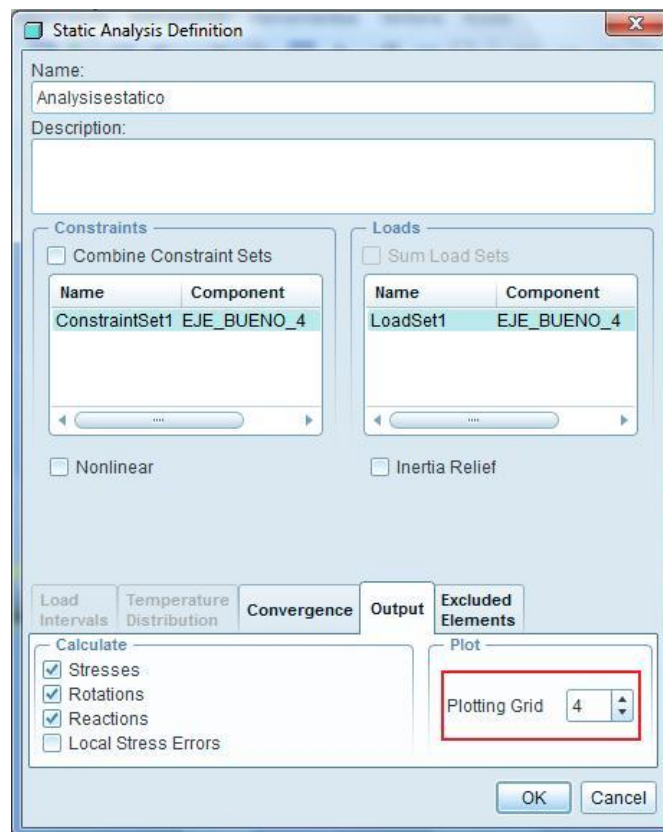 Static Analysis Definition
Name:
Analysisestatico
Description:
Constraints
Combine Constraint Sets
Name Component
ConstraintSet1 EJE_BUENO_4
Nonlinear
Loads
Sum Load Sets
Name Component
LoadSet1 EJE_BUENO_4
Inertia Relief
Load Intervals
Temperature Distribution
Convergence
Output
Excluded Elements
Calculate
Stresses
Rotations
Reactions
Local Stress Errors
Plot
Plotting Grid 4
OK Cancel